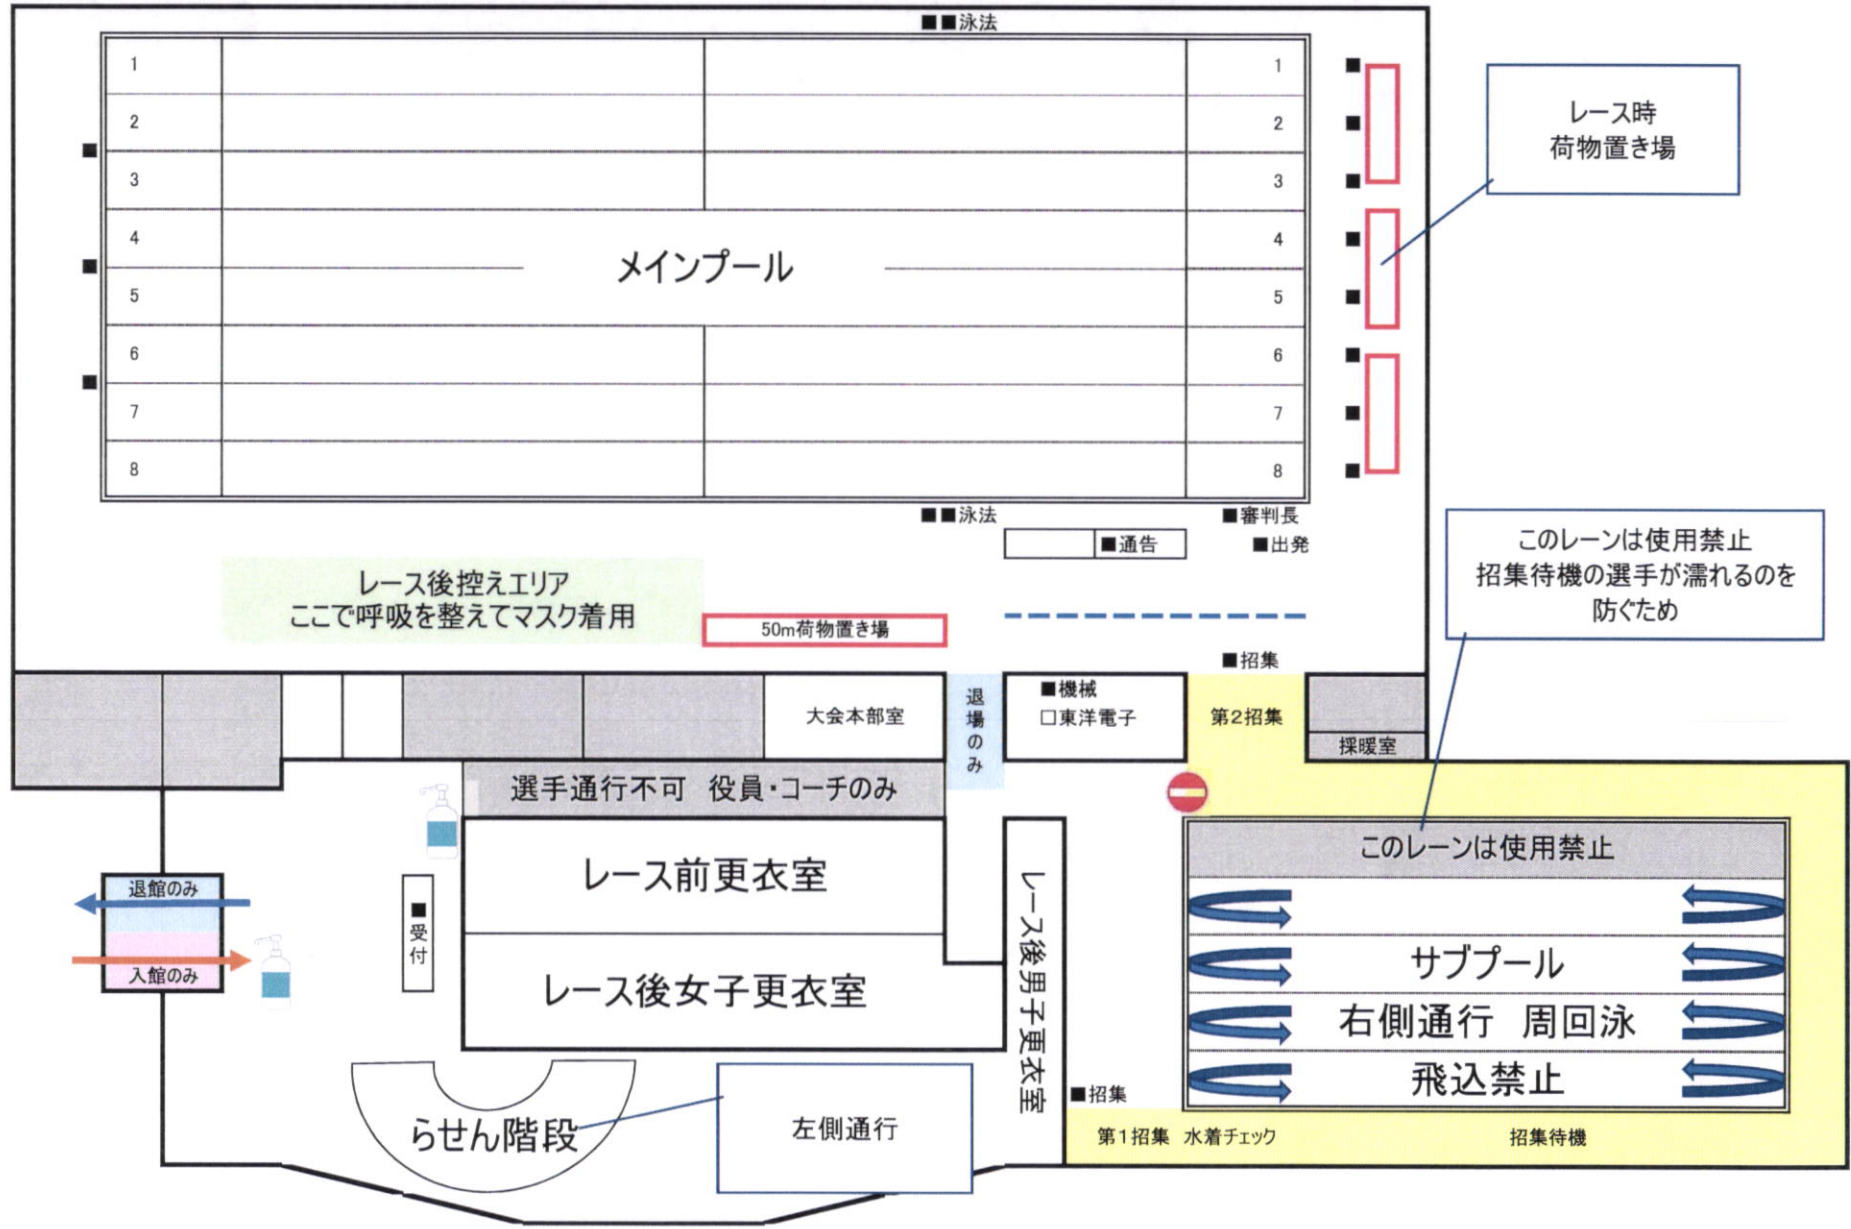 ■■泳法
1
1
2
2
3
3
4
4
メインプール
5
5
6
6
7
7
8
8
レース時
荷物置き場
■■泳法
■審判長
■通告
■出発
このレーンは使用禁止
招集待機の選手が濡れるのを
防ぐため
レース後控えエリア
ここで呼吸を整えてマスク着用
50m荷物置き場
■招集
大会本部室
退場のみ
■機械
□東洋電子
第2招集
採暖室
選手通行不可 役員・コーチのみ
このレーンは使用禁止
レース前更衣室
退館のみ
入館のみ
■受付
レース後女子更衣室
レース後男子更衣室
サブプール
右側通行 周回泳
飛込禁止
■招集
第1招集 水着チェック
招集待機
らせん階段
左側通行